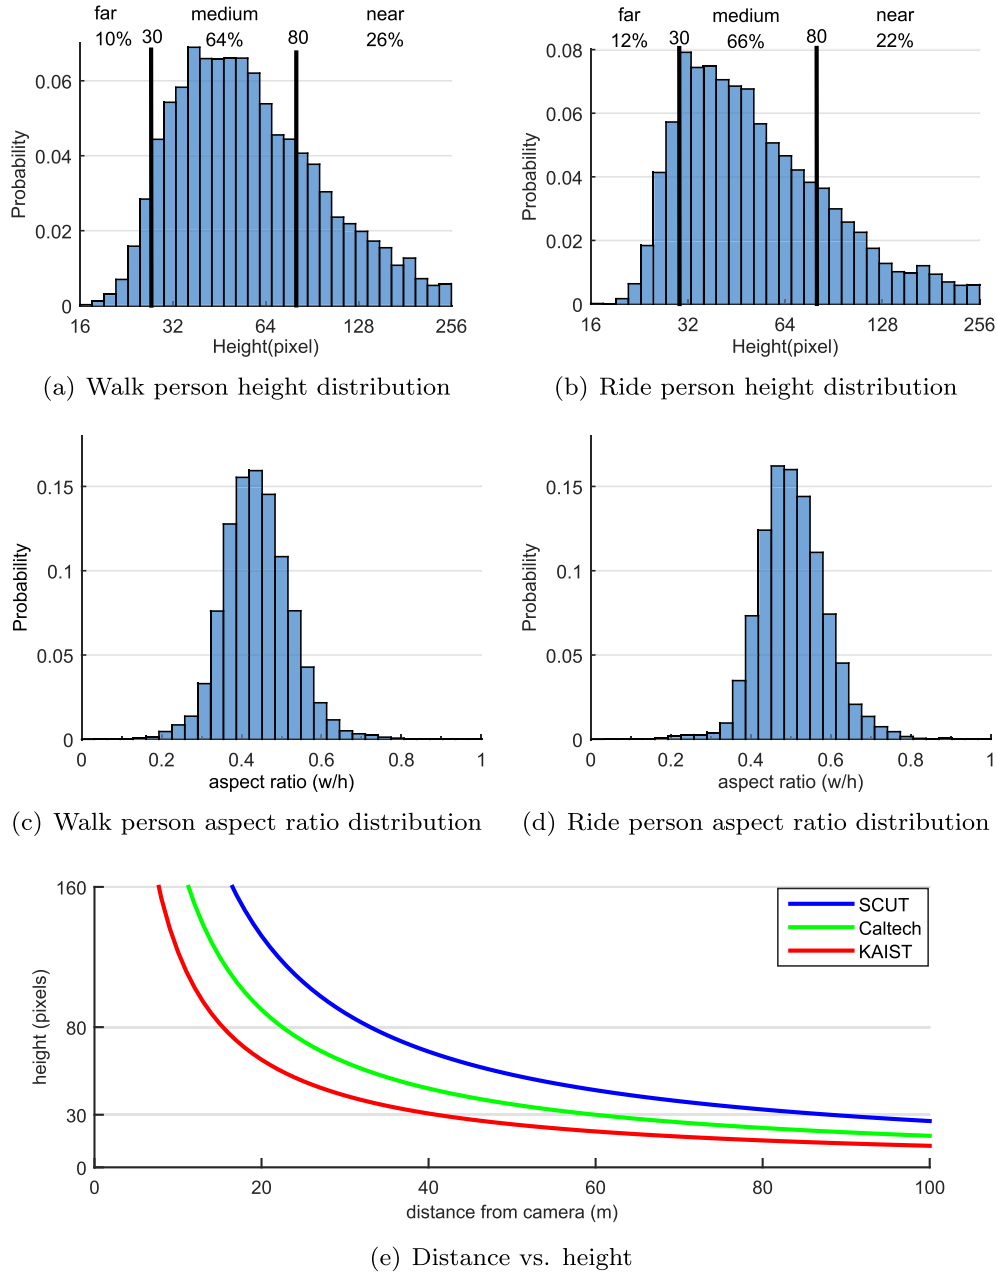 far medium near
10% 30 64% 80 26%
Probability
0.06
0.04
0.02
0
16 32 64 128 256
Height(pixel)
(a) Walk person height distribution
far medium near
12% 30 66% 80 22%
Probability
0.08
0.06
0.04
0.02
0
16 32 64 128 256
Height(pixel)
(b) Ride person height distribution
Probability
0.15
0.1
0.05
0
0 0.2 0.4 0.6 0.8 1
aspect ratio (w/h)
(c) Walk person aspect ratio distribution
Probability
0.15
0.1
0.05
0
0 0.2 0.4 0.6 0.8 1
aspect ratio (w/h)
(d) Ride person aspect ratio distribution
height (pixels)
160
80
30
0
SCUT
Caltech
KAIST
0 20 40 60 80 100
distance from camera (m)
(e) Distance vs. height